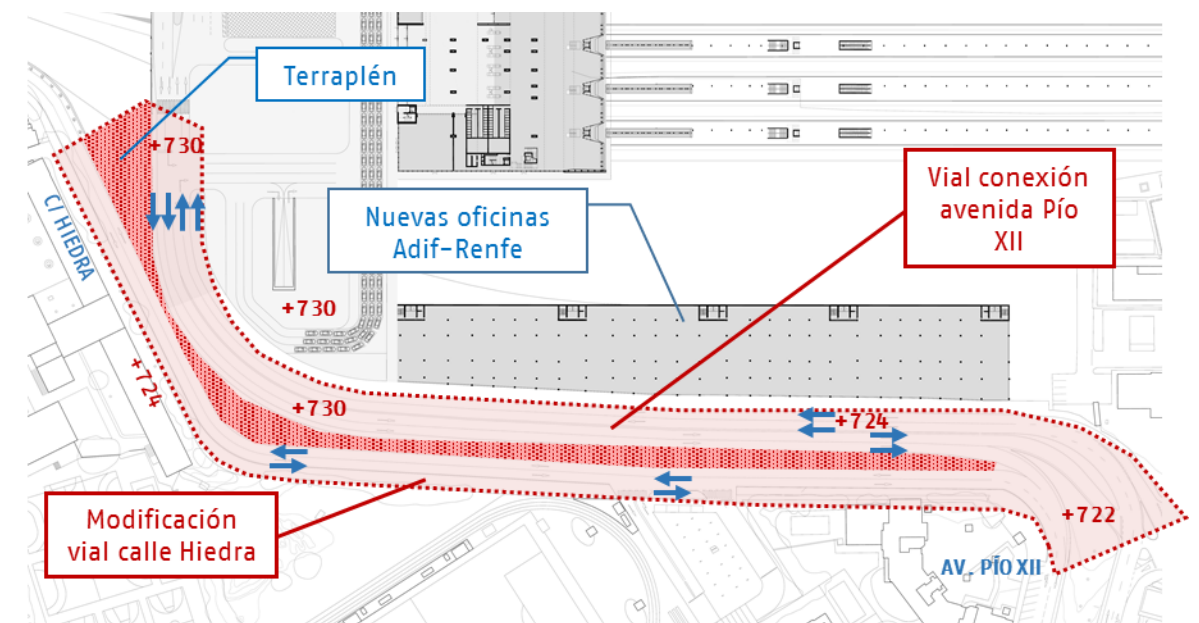 Terraplén
+730
Vial conexión
avenida Pío
XII
Nuevas oficinas
Adif-Renfe
C/ HIEDRA
+730
+724
+730
+724
Modificación
vial calle Hiedra
+722
AV. PÍO XII